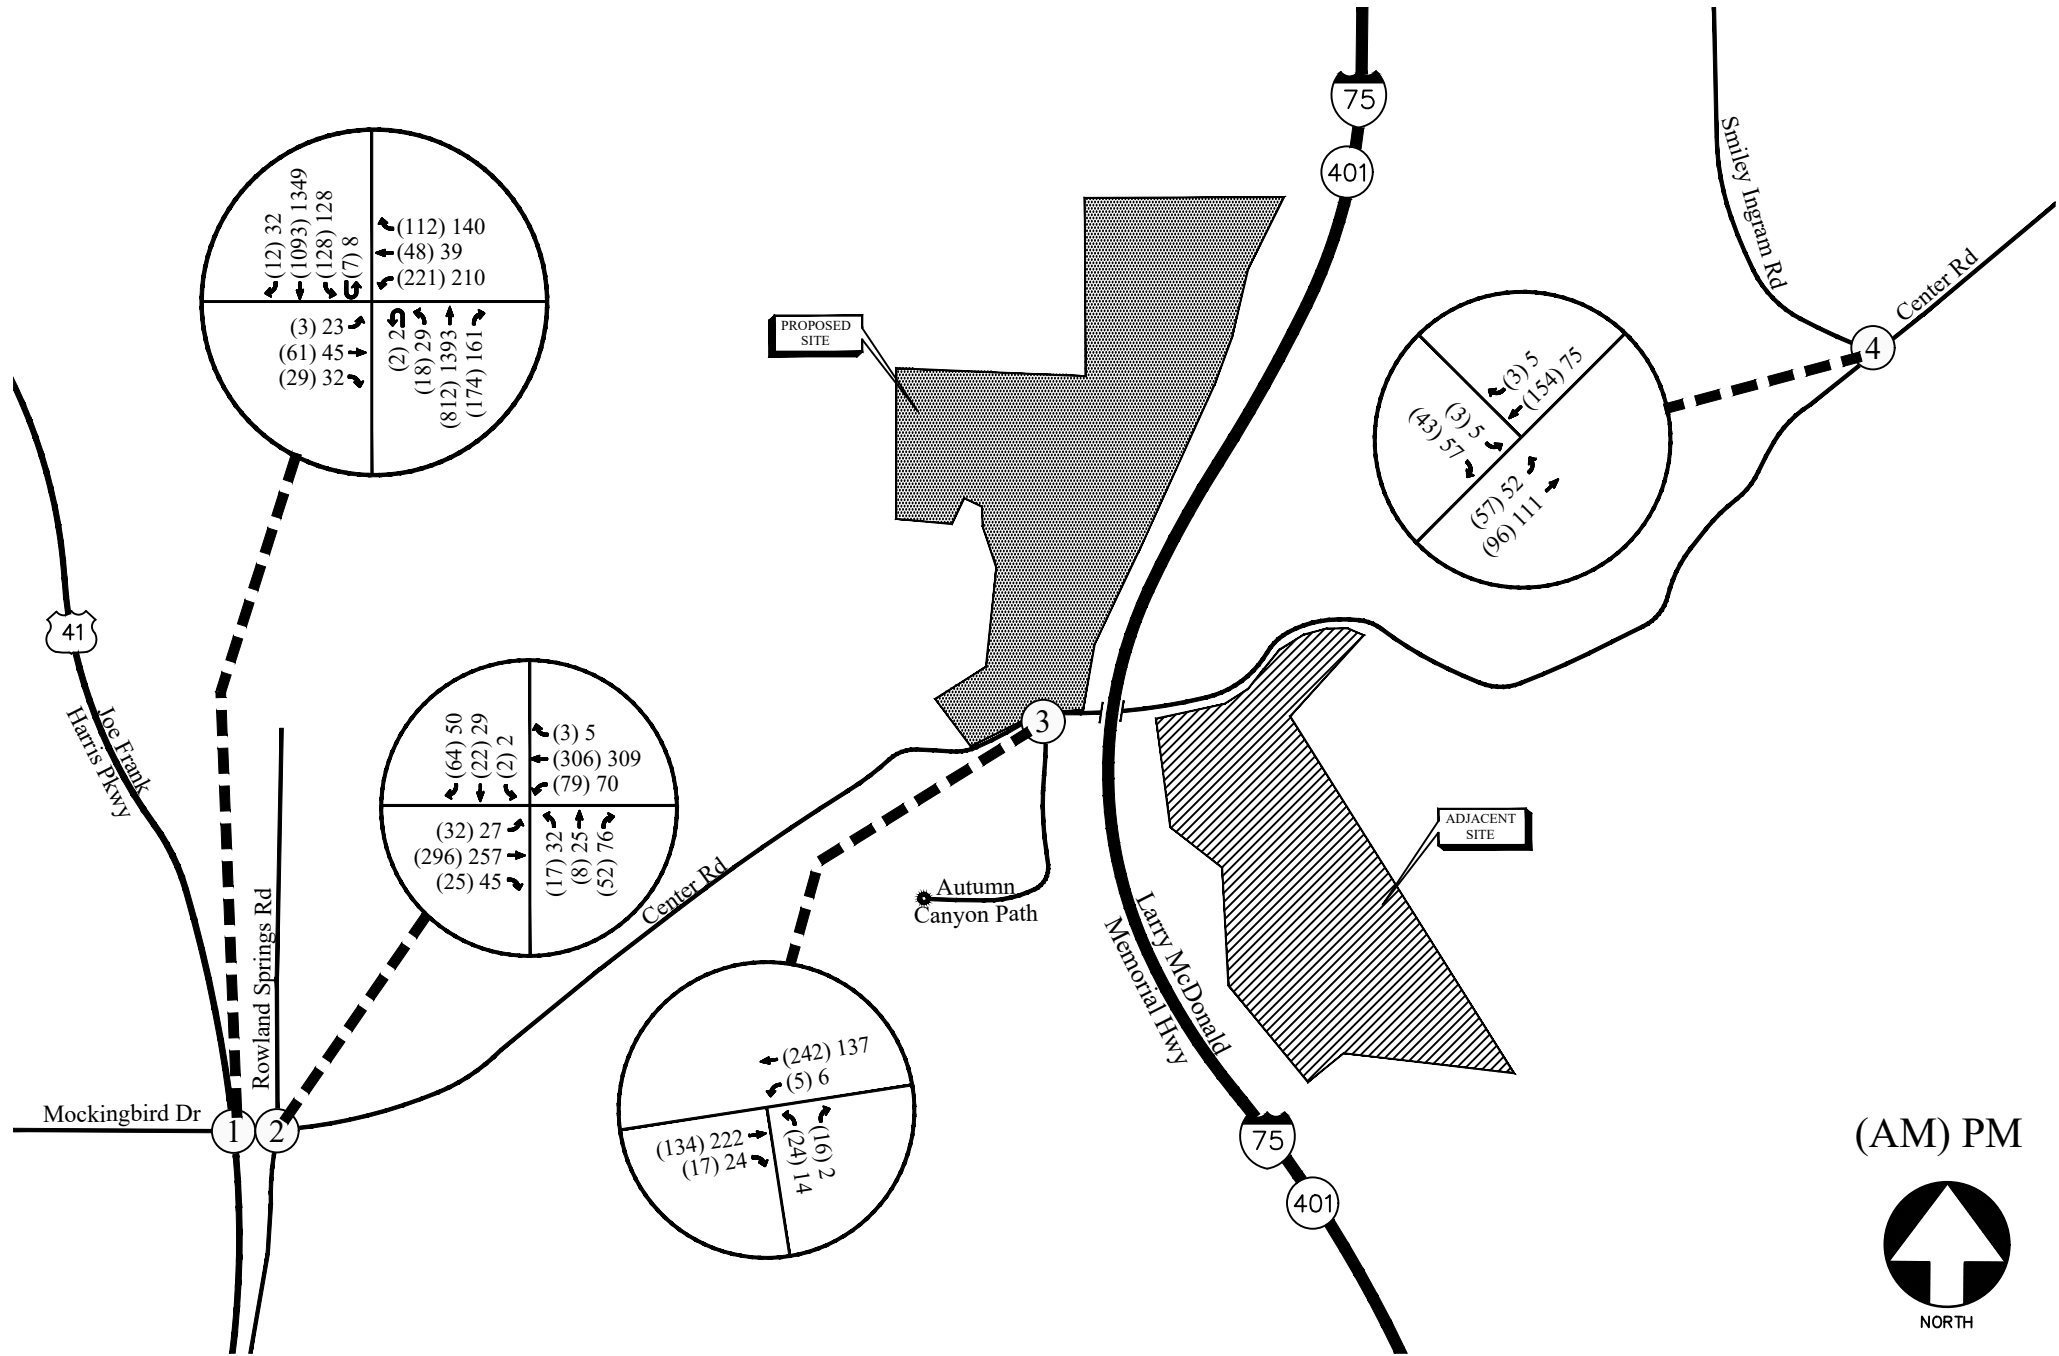 75
401
Smiley Ingram Rd
Center Rd
(12) 32
(1093) 1349
(128) 128
(7) 8
(112) 140
(48) 39
(221) 210
(3) 23
(61) 45
(29) 32
(2) 2
(18) 29
(812) 1393
(174) 161
PROPOSED
SITE
4
(3) 5
(154) 75
(3) 5
(43) 57
(57) 52
(96) 111
41
Joe Frank
Harris Pkwy
(64) 50
(22) 29
(2) 2
(3) 5
(306) 309
(79) 70
(32) 27
(296) 257
(25) 45
(17) 32
(8) 25
(52) 76
3
ADJACENT
SITE
Center Rd
Autumn
Canyon Path
Larry McDonald
Memorial Hwy
Rowland Springs Rd
Mockingbird Dr
1
2
(242) 137
(5) 6
(134) 222
(17) 24
(24) 14
(16) 2
75
401
(AM) PM
NORTH